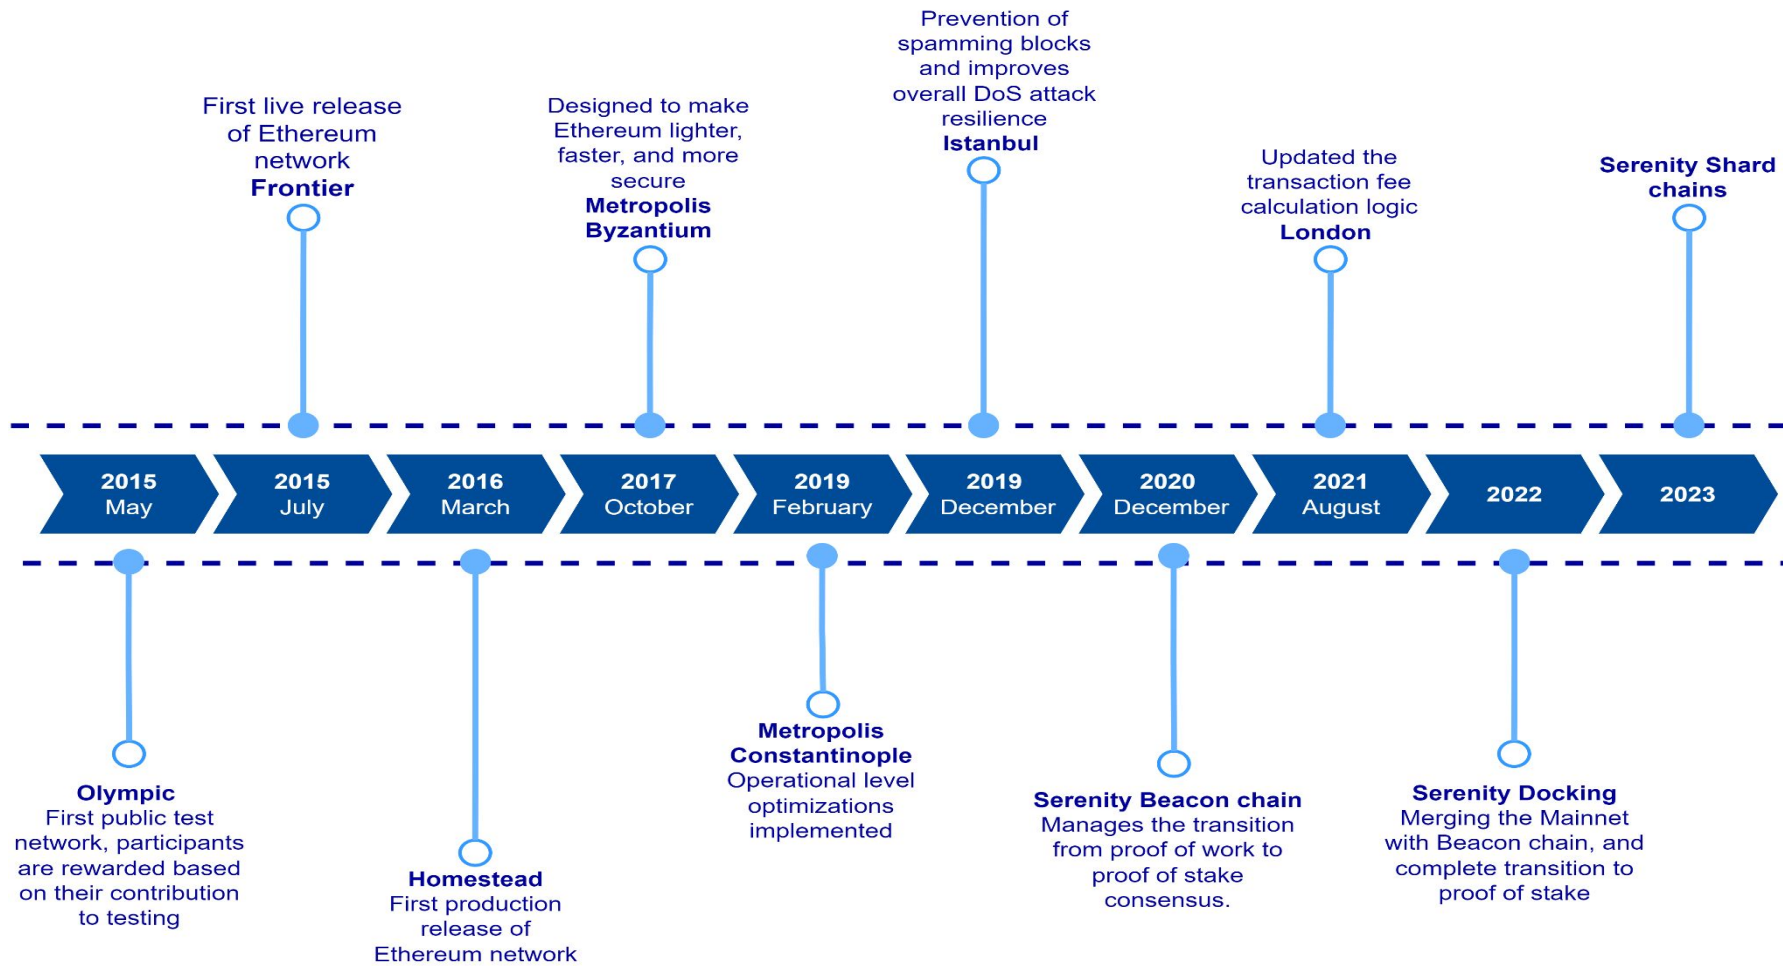 First live release
of Ethereum
network
Frontier
Designed to make
Ethereum lighter,
faster, and more
secure
Metropolis
Byzantium
Prevention of
spamming blocks
and improves
overall DoS attack
resilience
Istanbul
Updated the
transaction fee
calculation logic
London
Serenity Shard
chains
2015
May
2015
July
2016
March
2017
October
2019
February
2019
December
2020
December
2021
August
2022
2023
Olympic
First public test
network, participants
are rewarded based
on their contribution
to testing
Homestead
First production
release of
Ethereum network
Metropolis
Constantinople
Operational level
optimizations
implemented
Serenity Beacon chain
Manages the transition
from proof of work to
proof of stake
consensus.
Serenity Docking
Merging the Mainnet
with Beacon chain, and
complete transition to
proof of stake